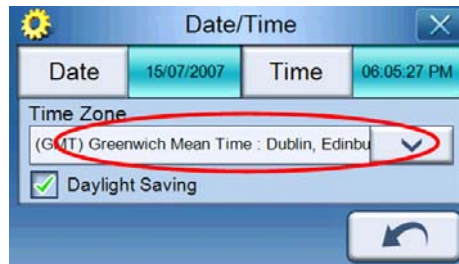 Date/Time
Date 15/07/2007 Time 06:05:27 PM
Time Zone
(GMT) Greenwich Mean Time : Dublin, Edinbu
Daylight Saving